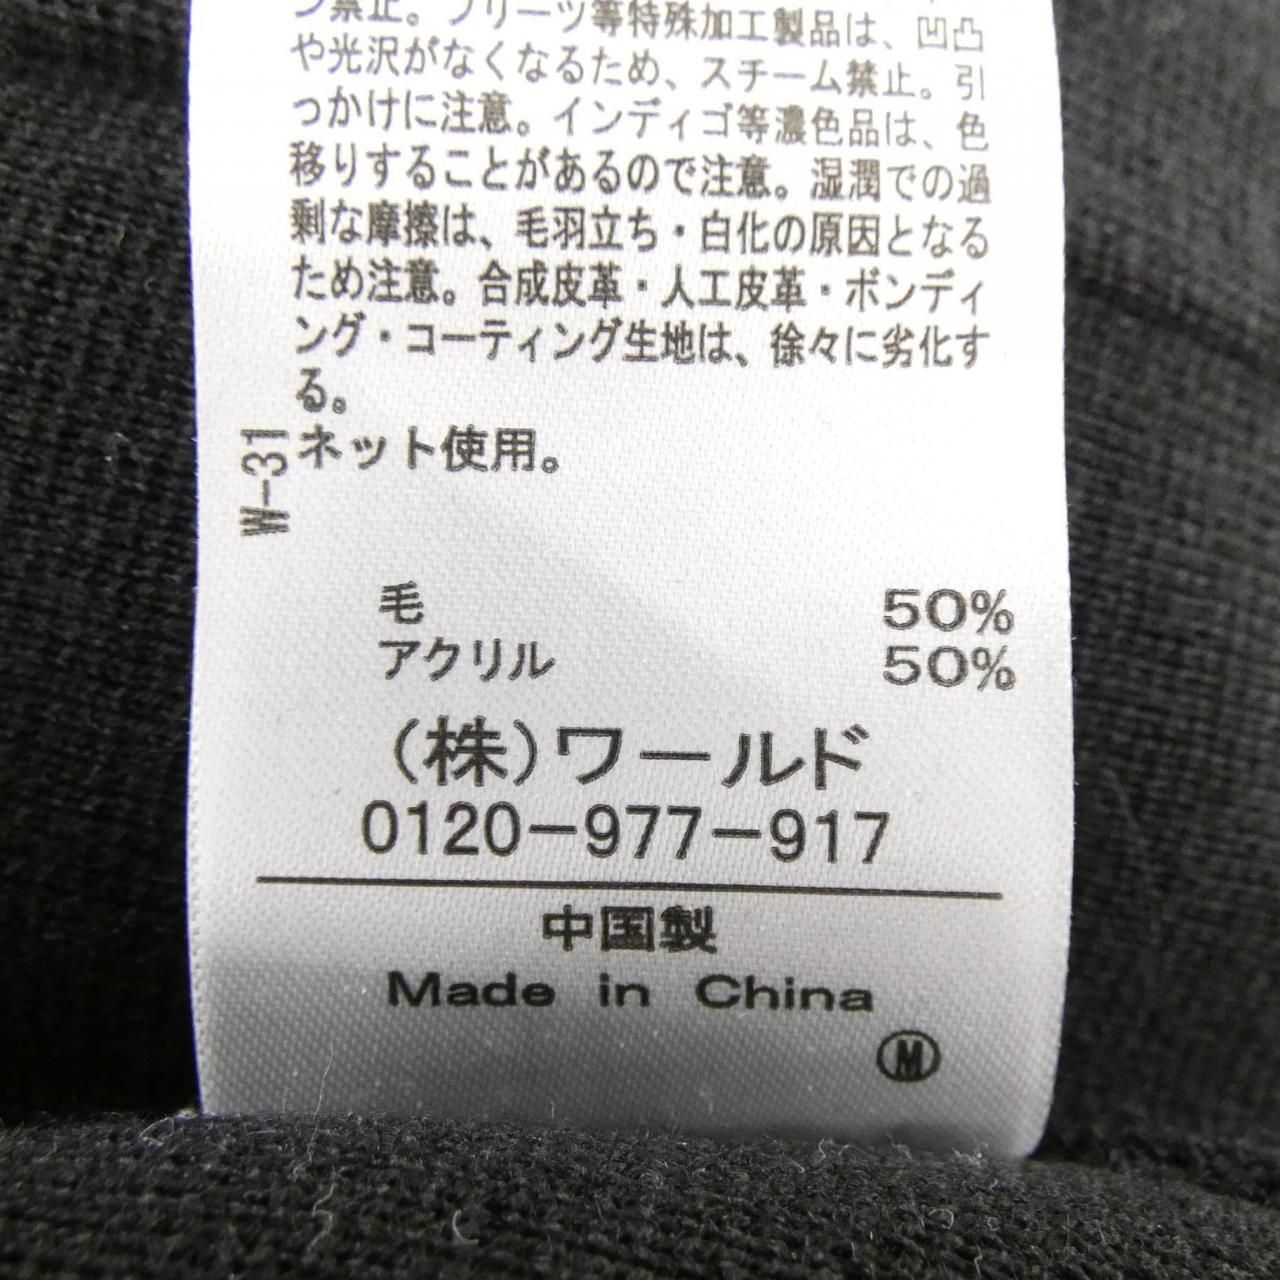 ン禁止。プリーツ等特殊加工製品は、凹凸
や光沢がなくなるため、スチーム禁止。引
っかけに注意。インディゴ等濃色品は、色
移りすることがあるので注意。湿潤での過
剰な摩擦は、毛羽立ち・白化の原因となる
ため注意。合成皮革・人工皮革・ボンディ
ング・コーティング生地は、徐々に劣化す
る。
ネット使用。
W-31
毛 50%
アクリル 50%
(株)ワールド
0120-977-917
中国製
Made in China
M